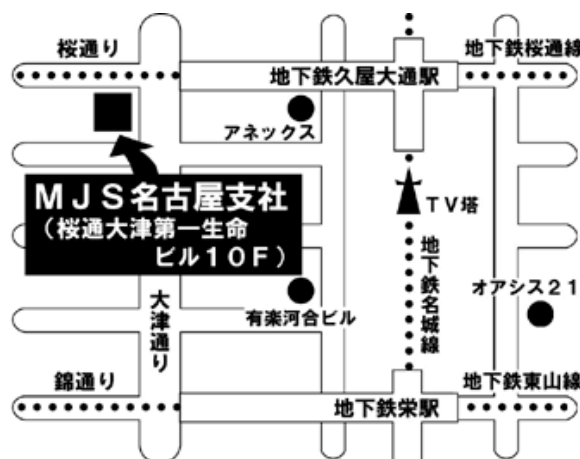 桜通り
地下鉄桜通線
地下鉄久屋大通駅
アネックス
MJS名古屋支社
(桜通大津第一生命
ビル10F)
TV塔
地下鉄名城線
オアシス21
有楽河合ビル
大津通り
錦通り
地下鉄東山線
地下鉄栄駅